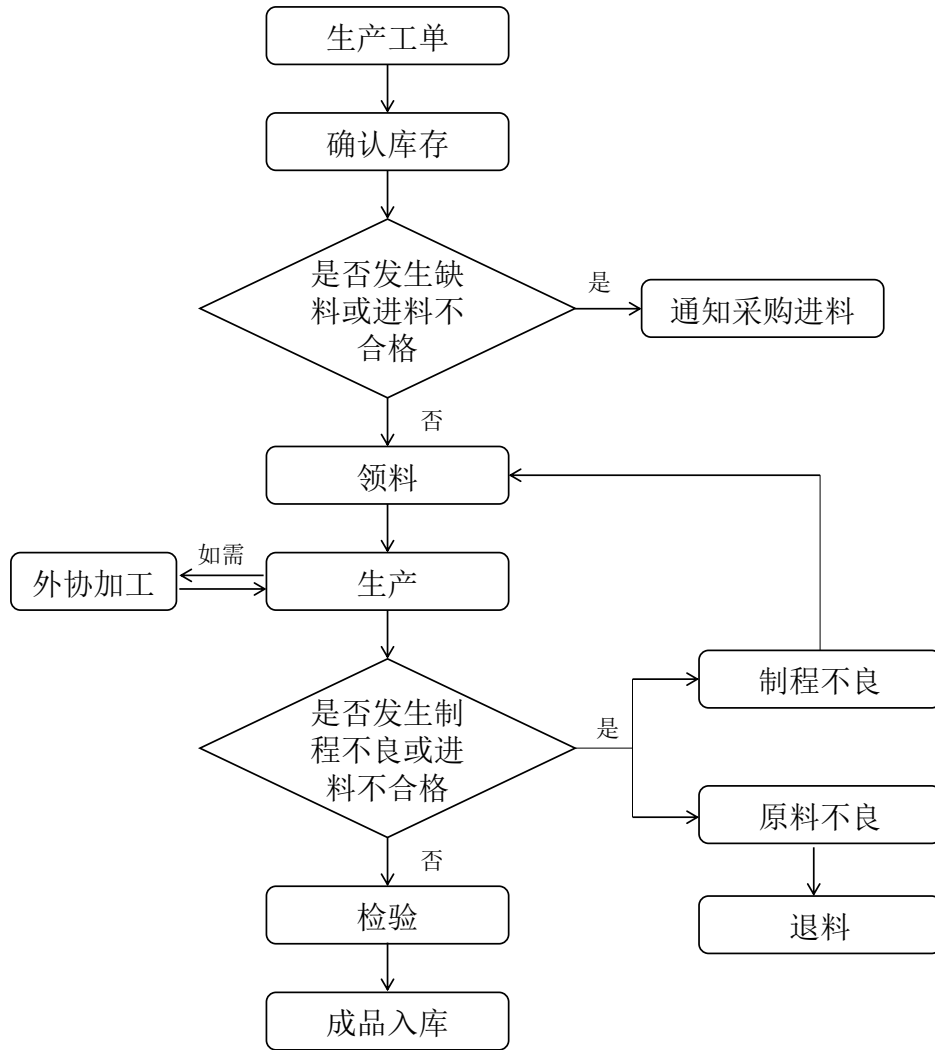 生产工单
确认库存
是否发生缺
料或进料不
合格
是
通知采购进料
否
领料
如需
外协加工
生产
是否发生制
程不良或进
料不合格
是
制程不良
原料不良
否
检验
退料
成品入库